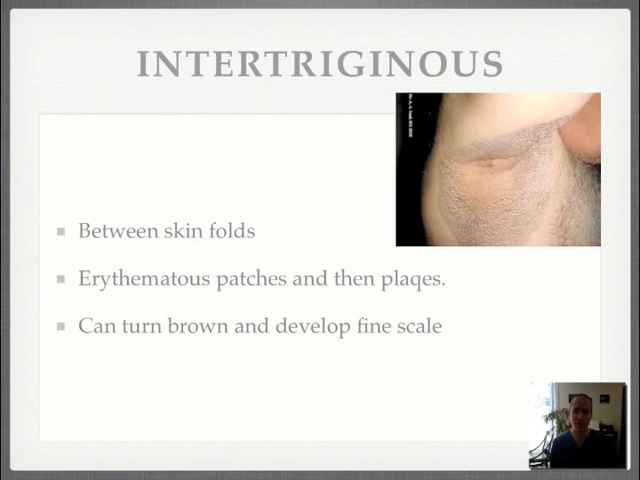 INTERTRIGINOUS
Between skin folds
Erythematous patches and then plaqes.
Can turn brown and develop fine scale